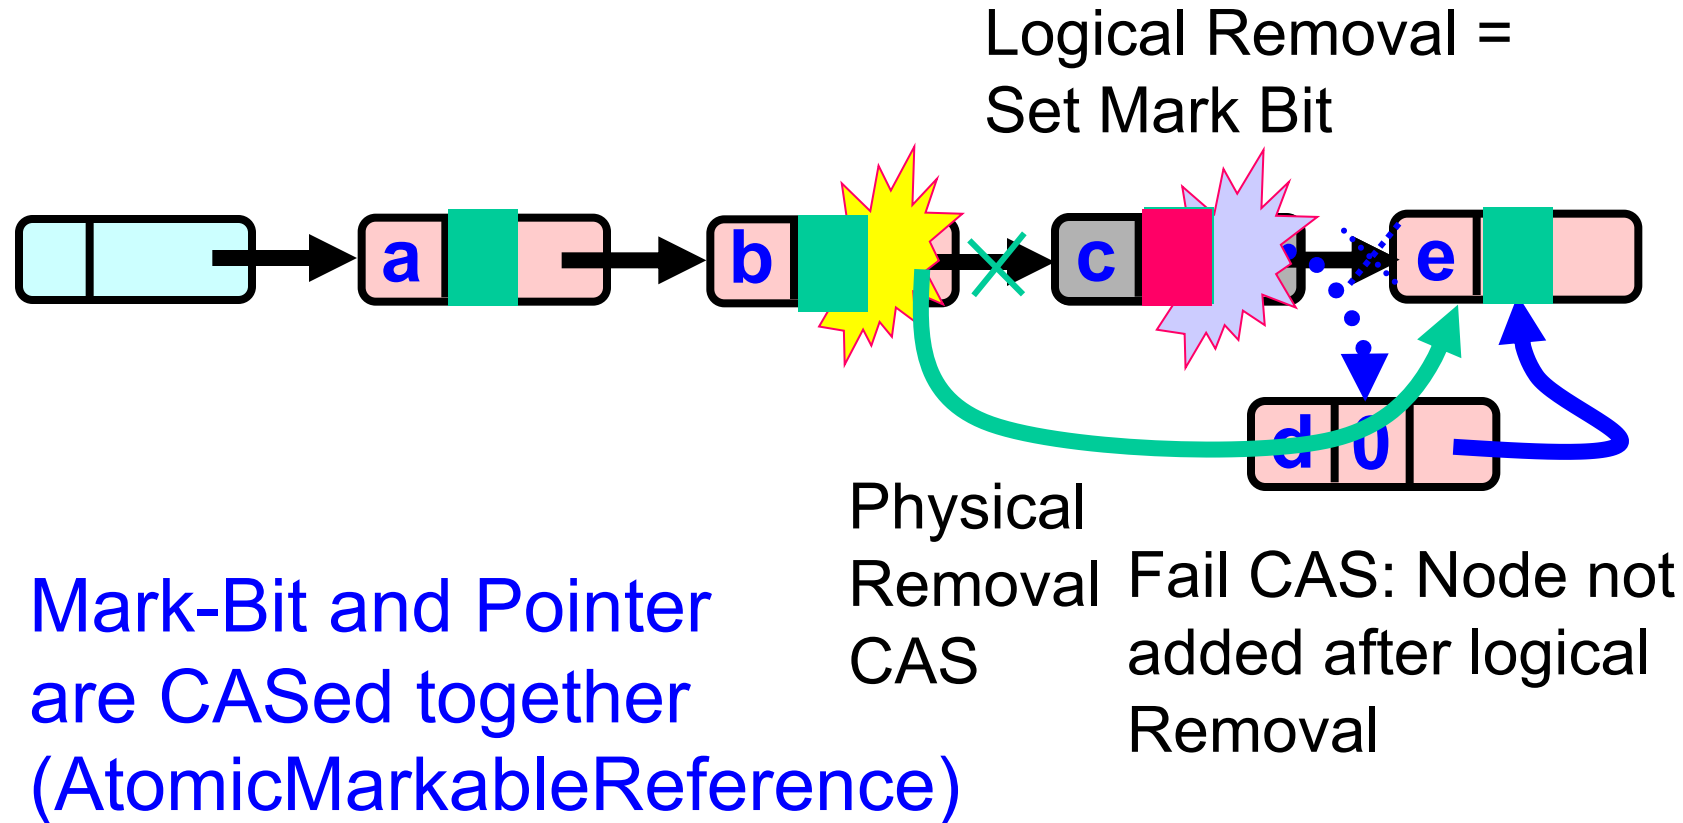 Logical Removal =
Set Mark Bit
a
b
c
e
d 0
Physical
Removal
CAS
Fail CAS: Node not
added after logical
Removal
Mark-Bit and Pointer
are CASed together
(AtomicMarkableReference)